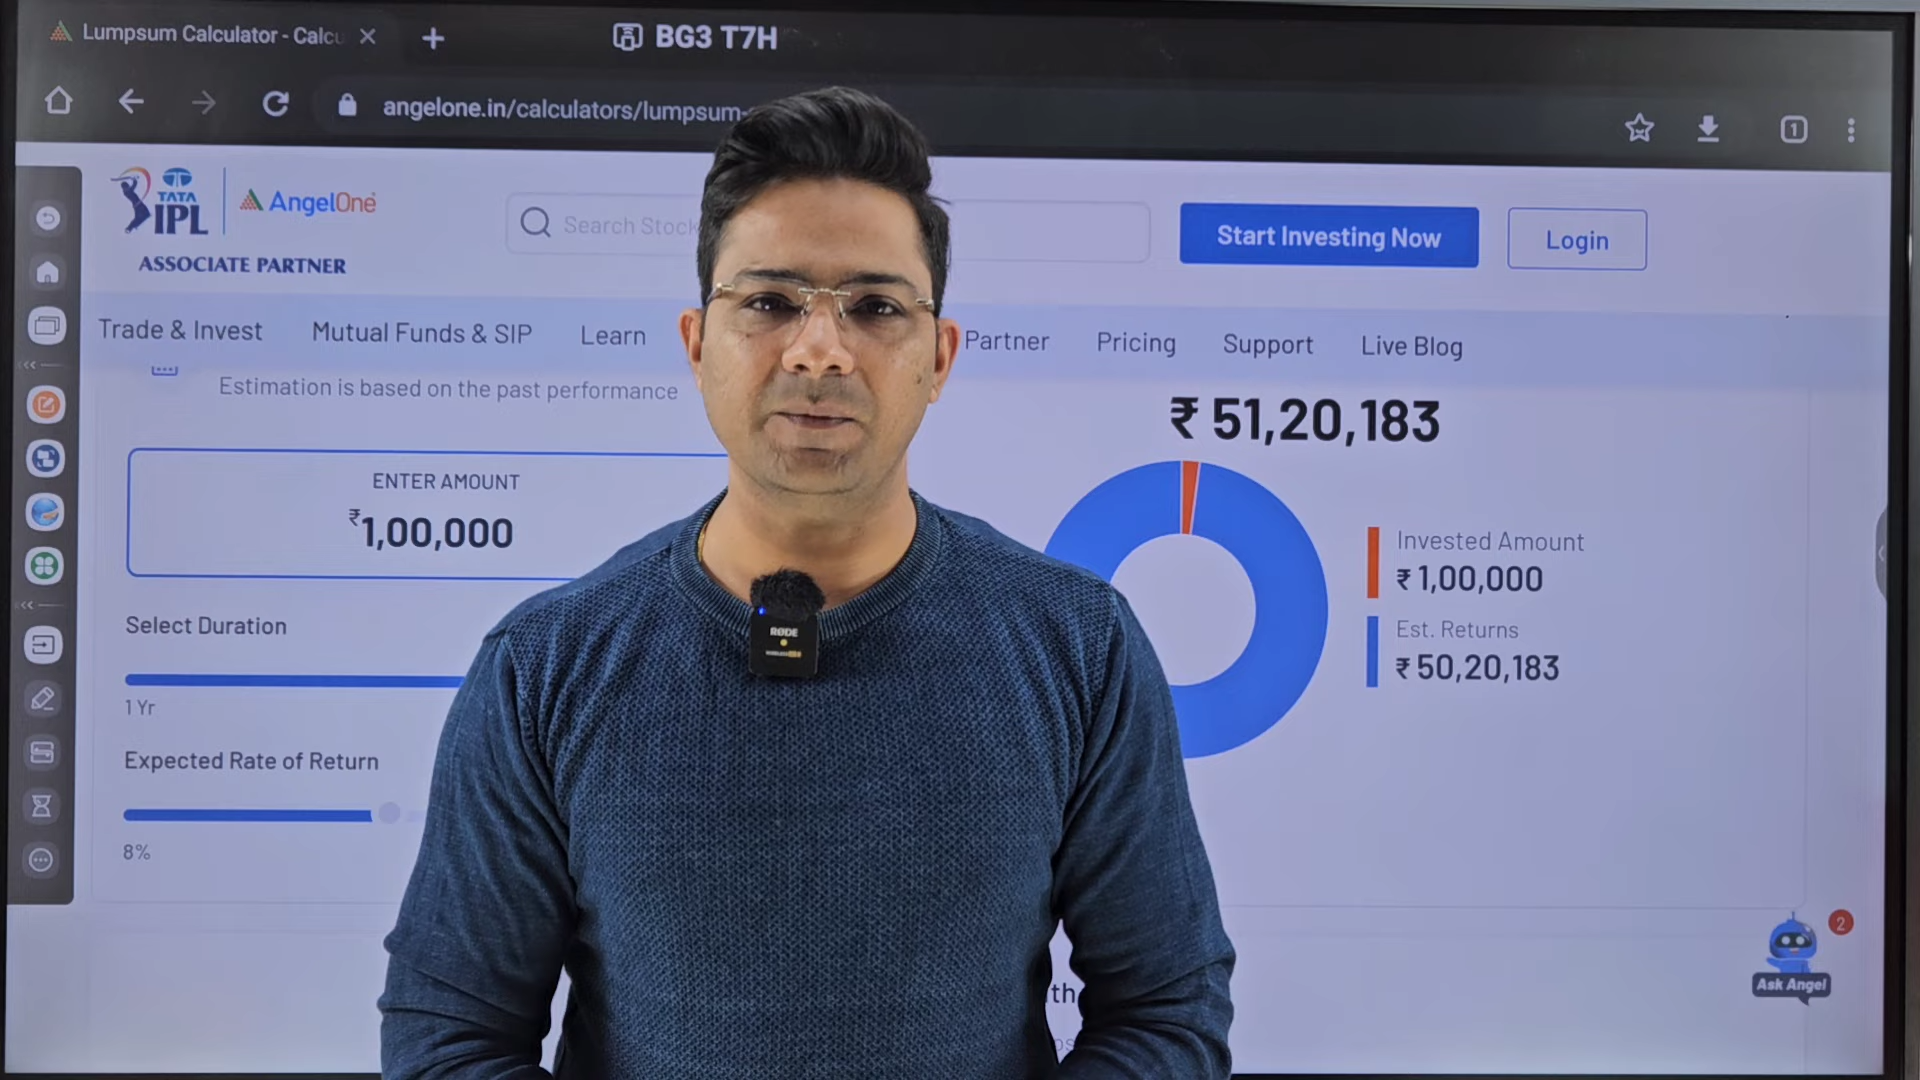 Lumpsum Calculator - Calcu
BG3 T7H
angelone.in/calculators/lumpsum-
1
TATA
IPL
AngelOne
ASSOCIATE PARTNER
Search Stock
Start Investing Now
Login
Trade & Invest
Mutual Funds & SIP
Learn
Partner
Pricing
Support
Live Blog
Estimation is based on the past performance
₹ 51,20,183
ENTER AMOUNT
₹1,00,000
Invested Amount
₹ 1,00,000
Est. Returns
₹ 50,20,183
Select Duration
1 Yr
Expected Rate of Return
8%
RØDE
2
Ask Angel